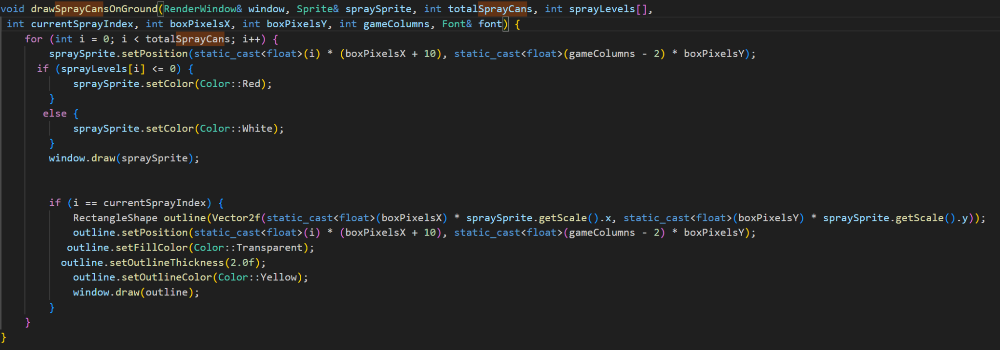 void drawSprayCansOnGround(RenderWindow& window, Sprite& spraySprite, int totalSprayCans, int sprayLevels[],
int currentSprayIndex, int boxPixelsX, int boxPixelsY, int gameColumns, Font& font) {
for (int i = 0; i < totalSprayCans; i++) {
spraySprite.setPosition(static_cast<float>(i) * (boxPixelsX + 10), static_cast<float>(gameColumns - 2) * boxPixelsY);
if (sprayLevels[i] <= 0) {
spraySprite.setColor(Color::Red);
}
else {
spraySprite.setColor(Color::White);
}
window.draw(spraySprite);
if (i == currentSprayIndex) {
RectangleShape outline(Vector2f(static_cast<float>(boxPixelsX) * spraySprite.getScale().x, static_cast<float>(boxPixelsY) * spraySprite.getScale().y));
outline.setPosition(static_cast<float>(i) * (boxPixelsX + 10), static_cast<float>(gameColumns - 2) * boxPixelsY);
outline.setFillColor(Color::Transparent);
outline.setOutlineThickness(2.0f);
outline.setOutlineColor(Color::Yellow);
window.draw(outline);
}
}
}